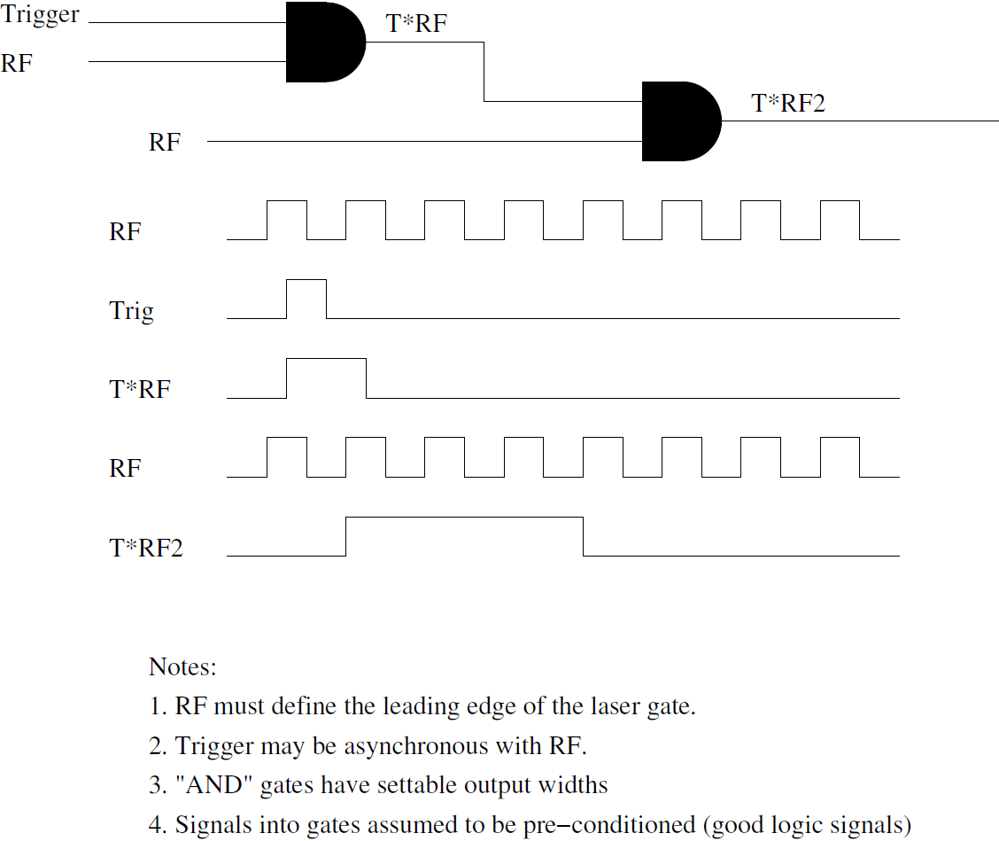 Trigger
T*RF
RF
T*RF2
RF
RF
Trig
T*RF
RF
T*RF2
Notes:
1. RF must define the leading edge of the laser gate.
2. Trigger may be asynchronous with RF.
3. "AND" gates have settable output widths
4. Signals into gates assumed to be pre−conditioned (good logic signals)